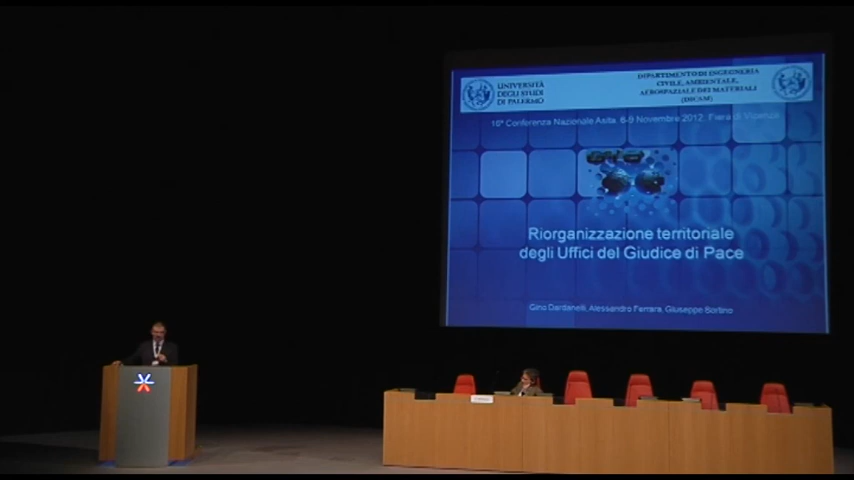 UNIVERSITÀ
DEGLI STUDI
DI PALERMO
DIPARTIMENTO DI INGEGNERIA
CIVILE, AMBIENTALE,
AEROSPAZIALE DEI MATERIALI
(DICAM)
16ª Conferenza Nazionale Asita. 6-9 Novembre 2012. Fiera di Vicenza
Riorganizzazione territoriale
degli Uffici del Giudice di Pace
Gino Dardanelli, Alessandro Ferrara, Giuseppe Bortino